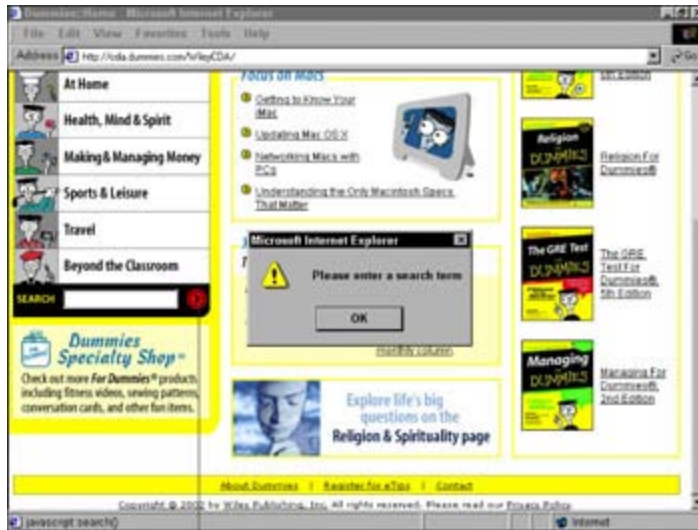 Dummies::Home - Microsoft Internet Explorer
File Edit View Favorites Tools Help
Address http://cda.dummies.com/WileyCDA/
Go
At Home
Health, Mind & Spirit
Making & Managing Money
Sports & Leisure
Travel
Beyond the Classroom
SEARCH
Dummies
Specialty Shop
Check out more For Dummies® products
including fitness videos, sewing patterns,
conversation cards, and other fun items.
Focus on Macs
Getting to Know Your
iMac
Updating Mac OS X
Networking Macs with
PCs
Understanding the Only Macintosh Specs
That Matter
Microsoft Internet Explorer
Please enter a search term
OK
monthly column.
Explore life's big
questions on the
Religion & Spirituality page
5th Edition
Religion
DUMMIES
Religion For
Dummies®
The GRE Test
DUMMIES
The GRE
Test For
Dummies®,
5th Edition
Managing
DUMMIES
Managing For
Dummies®,
2nd Edition
About Dummies | Register for eTips | Contact
Copyright © 2002 by Wiley Publishing, Inc. All rights reserved. Please read our Privacy Policy
javascript:search()
Internet